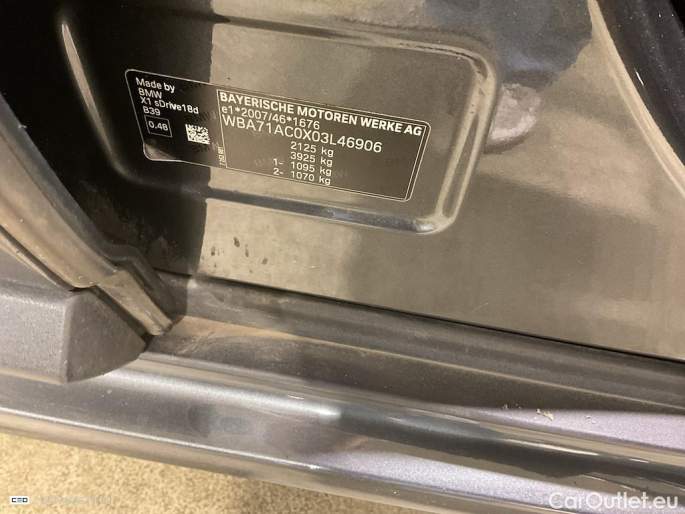 Made by
BMW
X1 sDrive18d
B39
0.4B
BAYERISCHE MOTOREN WERKE AG
e1*2007/46*1676
WBA71AC0X03L46906
2125 kg
3925 kg
1- 1095 kg
2- 1070 kg
CarOutlet.eu